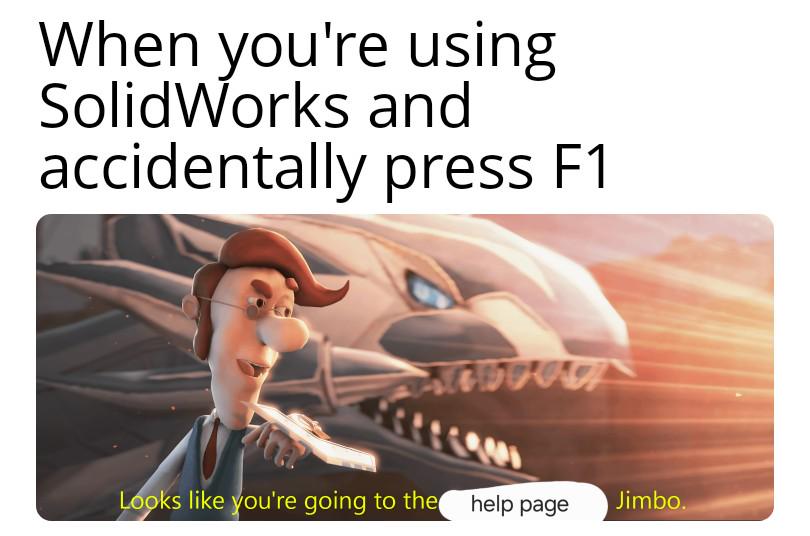 When you're using
SolidWorks and
accidentally press F1
Looks like you're going to the help page Jimbo.